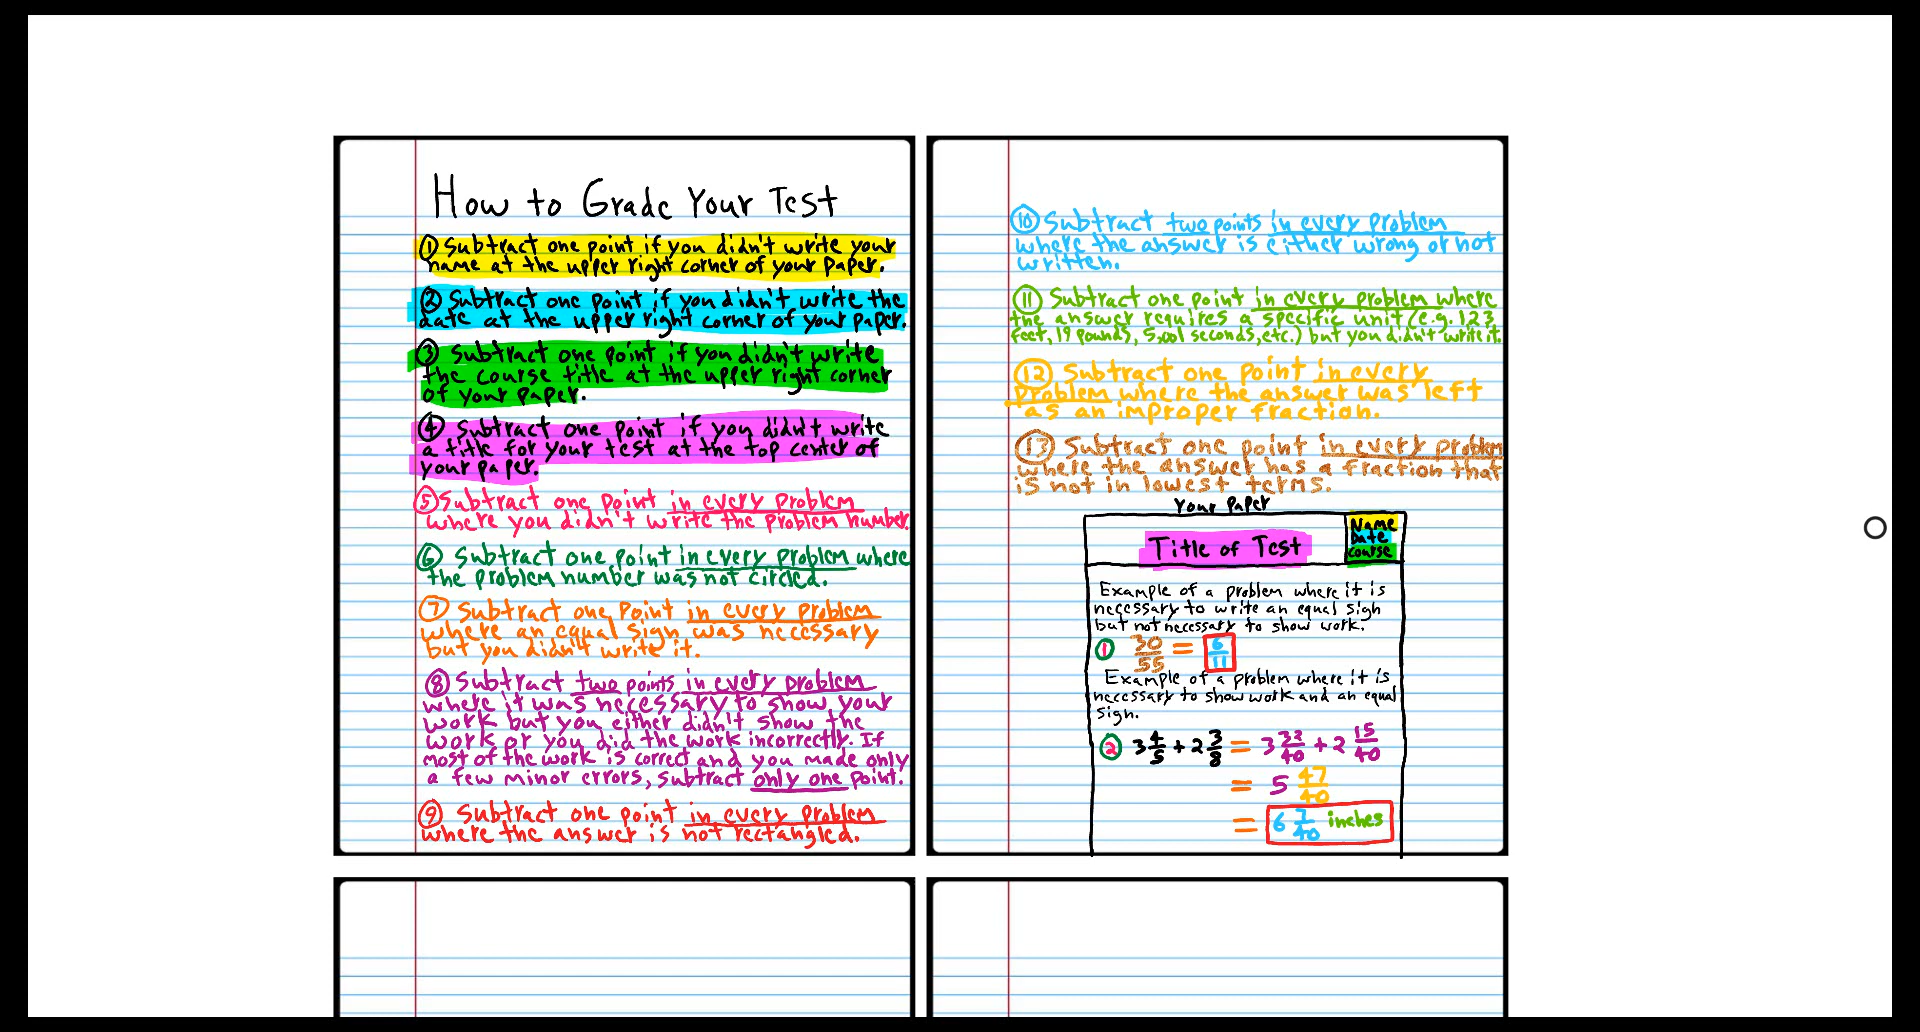 How to Grade Your Test
① Subtract one point if you didn't write your
name at the upper right corner of your paper.
② Subtract one point if you didn't write the
date at the upper right corner of your paper.
③ Subtract one point if you didn't write
the course title at the upper right corner
of your paper.
④ Subtract one point if you didn't write
a title for your test at the top center of
your paper.
⑤ Subtract one point in every problem
where you didn't write the problem number.
⑥ Subtract one point in every problem where
the problem number was not circled.
⑦ Subtract one point in every problem
where an equal sign was necessary
but you didn't write it.
⑧ Subtract two points in every problem
where it was necessary to show your
work but you either didn't show the
work or you did the work incorrectly. If
most of the work is correct and you made only
a few minor errors, subtract only one point.
⑨ Subtract one point in every problem
where the answer is not rectangled.
⑩ Subtract two points in every problem
where the answer is either wrong or not
written.
⑪ Subtract one point in every problem where
the answer requires a specific unit (e.g. 123
feet, 19 pounds, 5,001 seconds, etc.) but you didn't write it.
⑫ Subtract one point in every
problem where the answer was left
as an improper fraction.
⑬ Subtract one point in every problem
where the answer has a fraction that
is not in lowest terms.
Your Paper
Title of Test
Name
Date
Course
Example of a problem where it is
necessary to write an equal sign
but not necessary to show work.
① 30/55 = 6/11
Example of a problem where it is
necessary to show work and an equal
sign.
② 3 4/5 + 2 3/8 = 3 32/40 + 2 15/40
= 5 47/40
= 6 7/40 inches